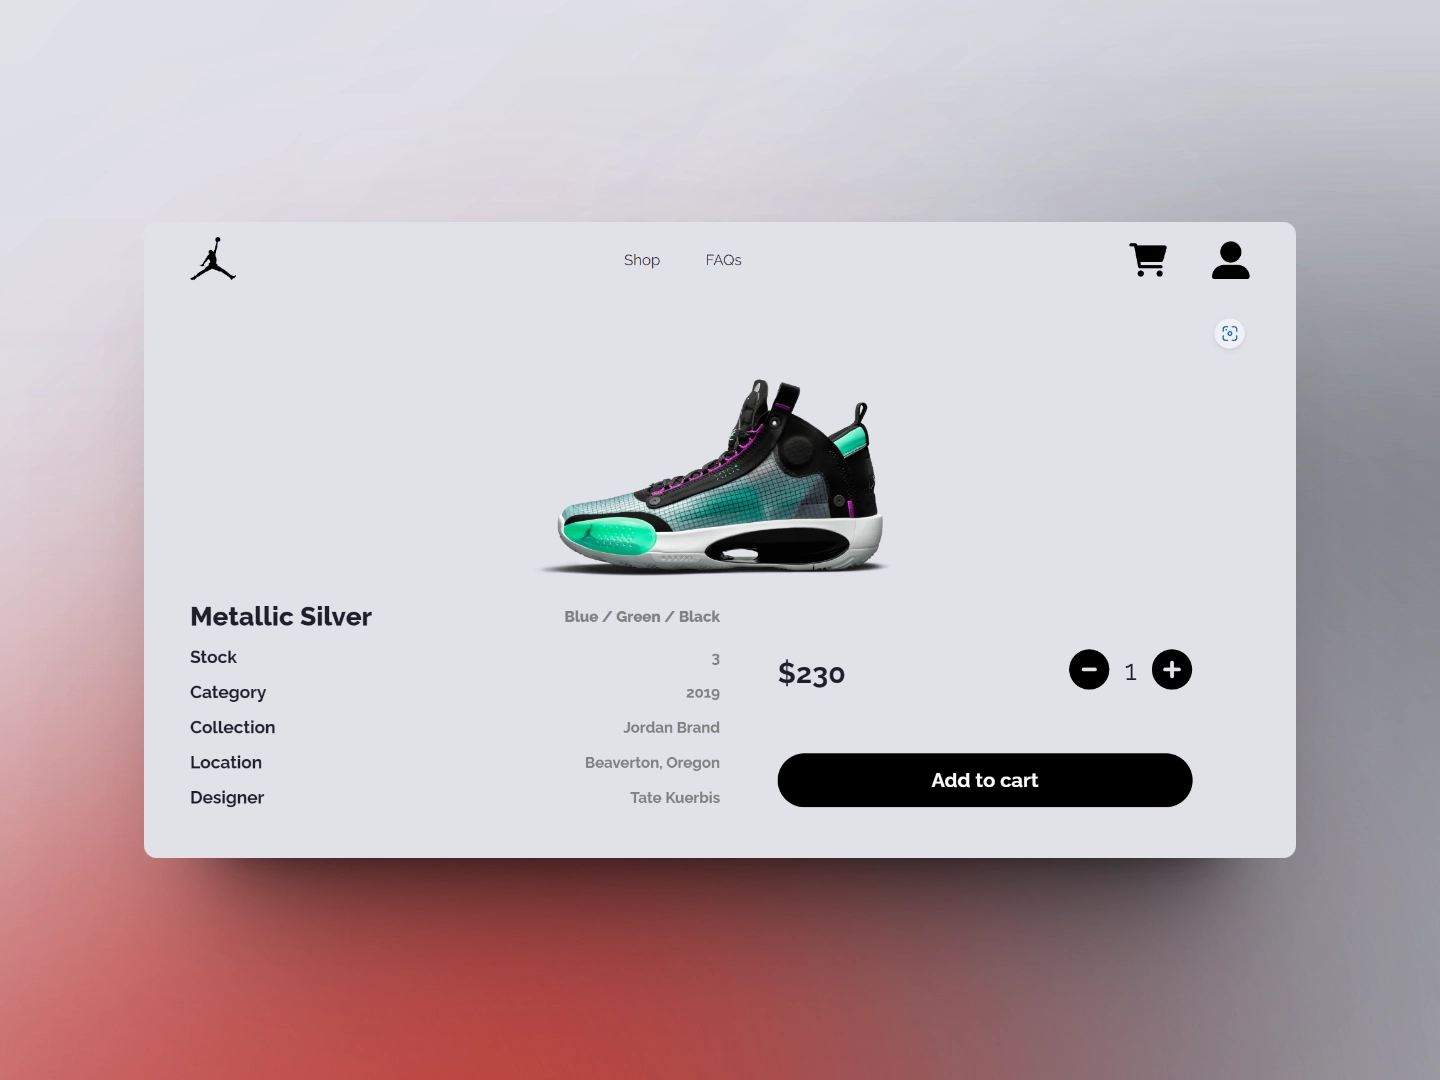 Shop FAQs
Metallic Silver Blue / Green / Black
Stock 3
Category 2019
Collection Jordan Brand
Location Beaverton, Oregon
Designer Tate Kuerbis
$230
1
Add to cart